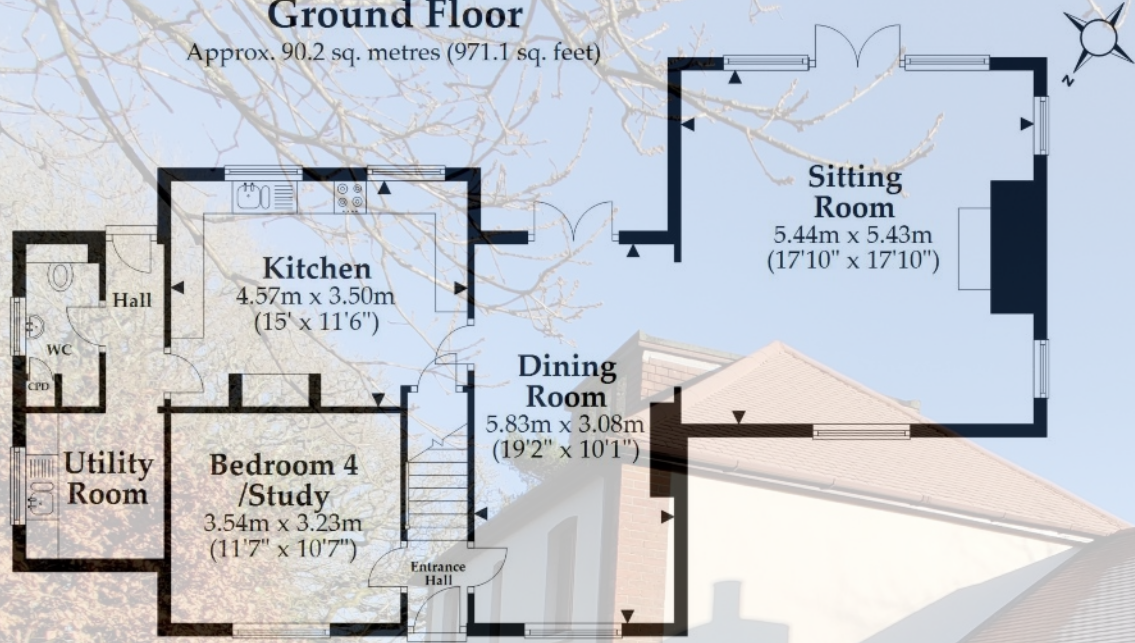 Ground Floor
Approx. 90.2 sq. metres (971.1 sq. feet)
Sitting
Room
5.44m x 5.43m
(17'10" x 17'10")
Kitchen
4.57m x 3.50m
(15' x 11'6")
Hall
WC
CPD
Dining
Room
5.83m x 3.08m
(19'2" x 10'1")
Utility
Room
Bedroom 4
/Study
3.54m x 3.23m
(11'7" x 10'7")
Entrance
Hall
N